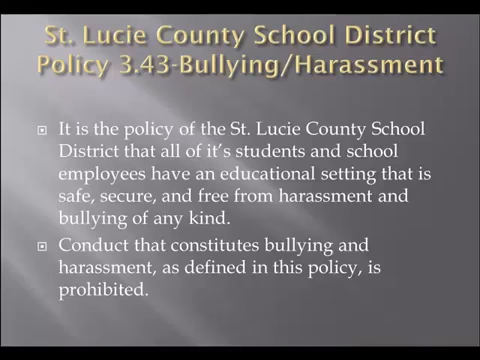 St. Lucie County School District
Policy 3.43-Bullying/Harassment
It is the policy of the St. Lucie County School
District that all of it's students and school
employees have an educational setting that is
safe, secure, and free from harassment and
bullying of any kind.
Conduct that constitutes bullying and
harassment, as defined in this policy, is
prohibited.